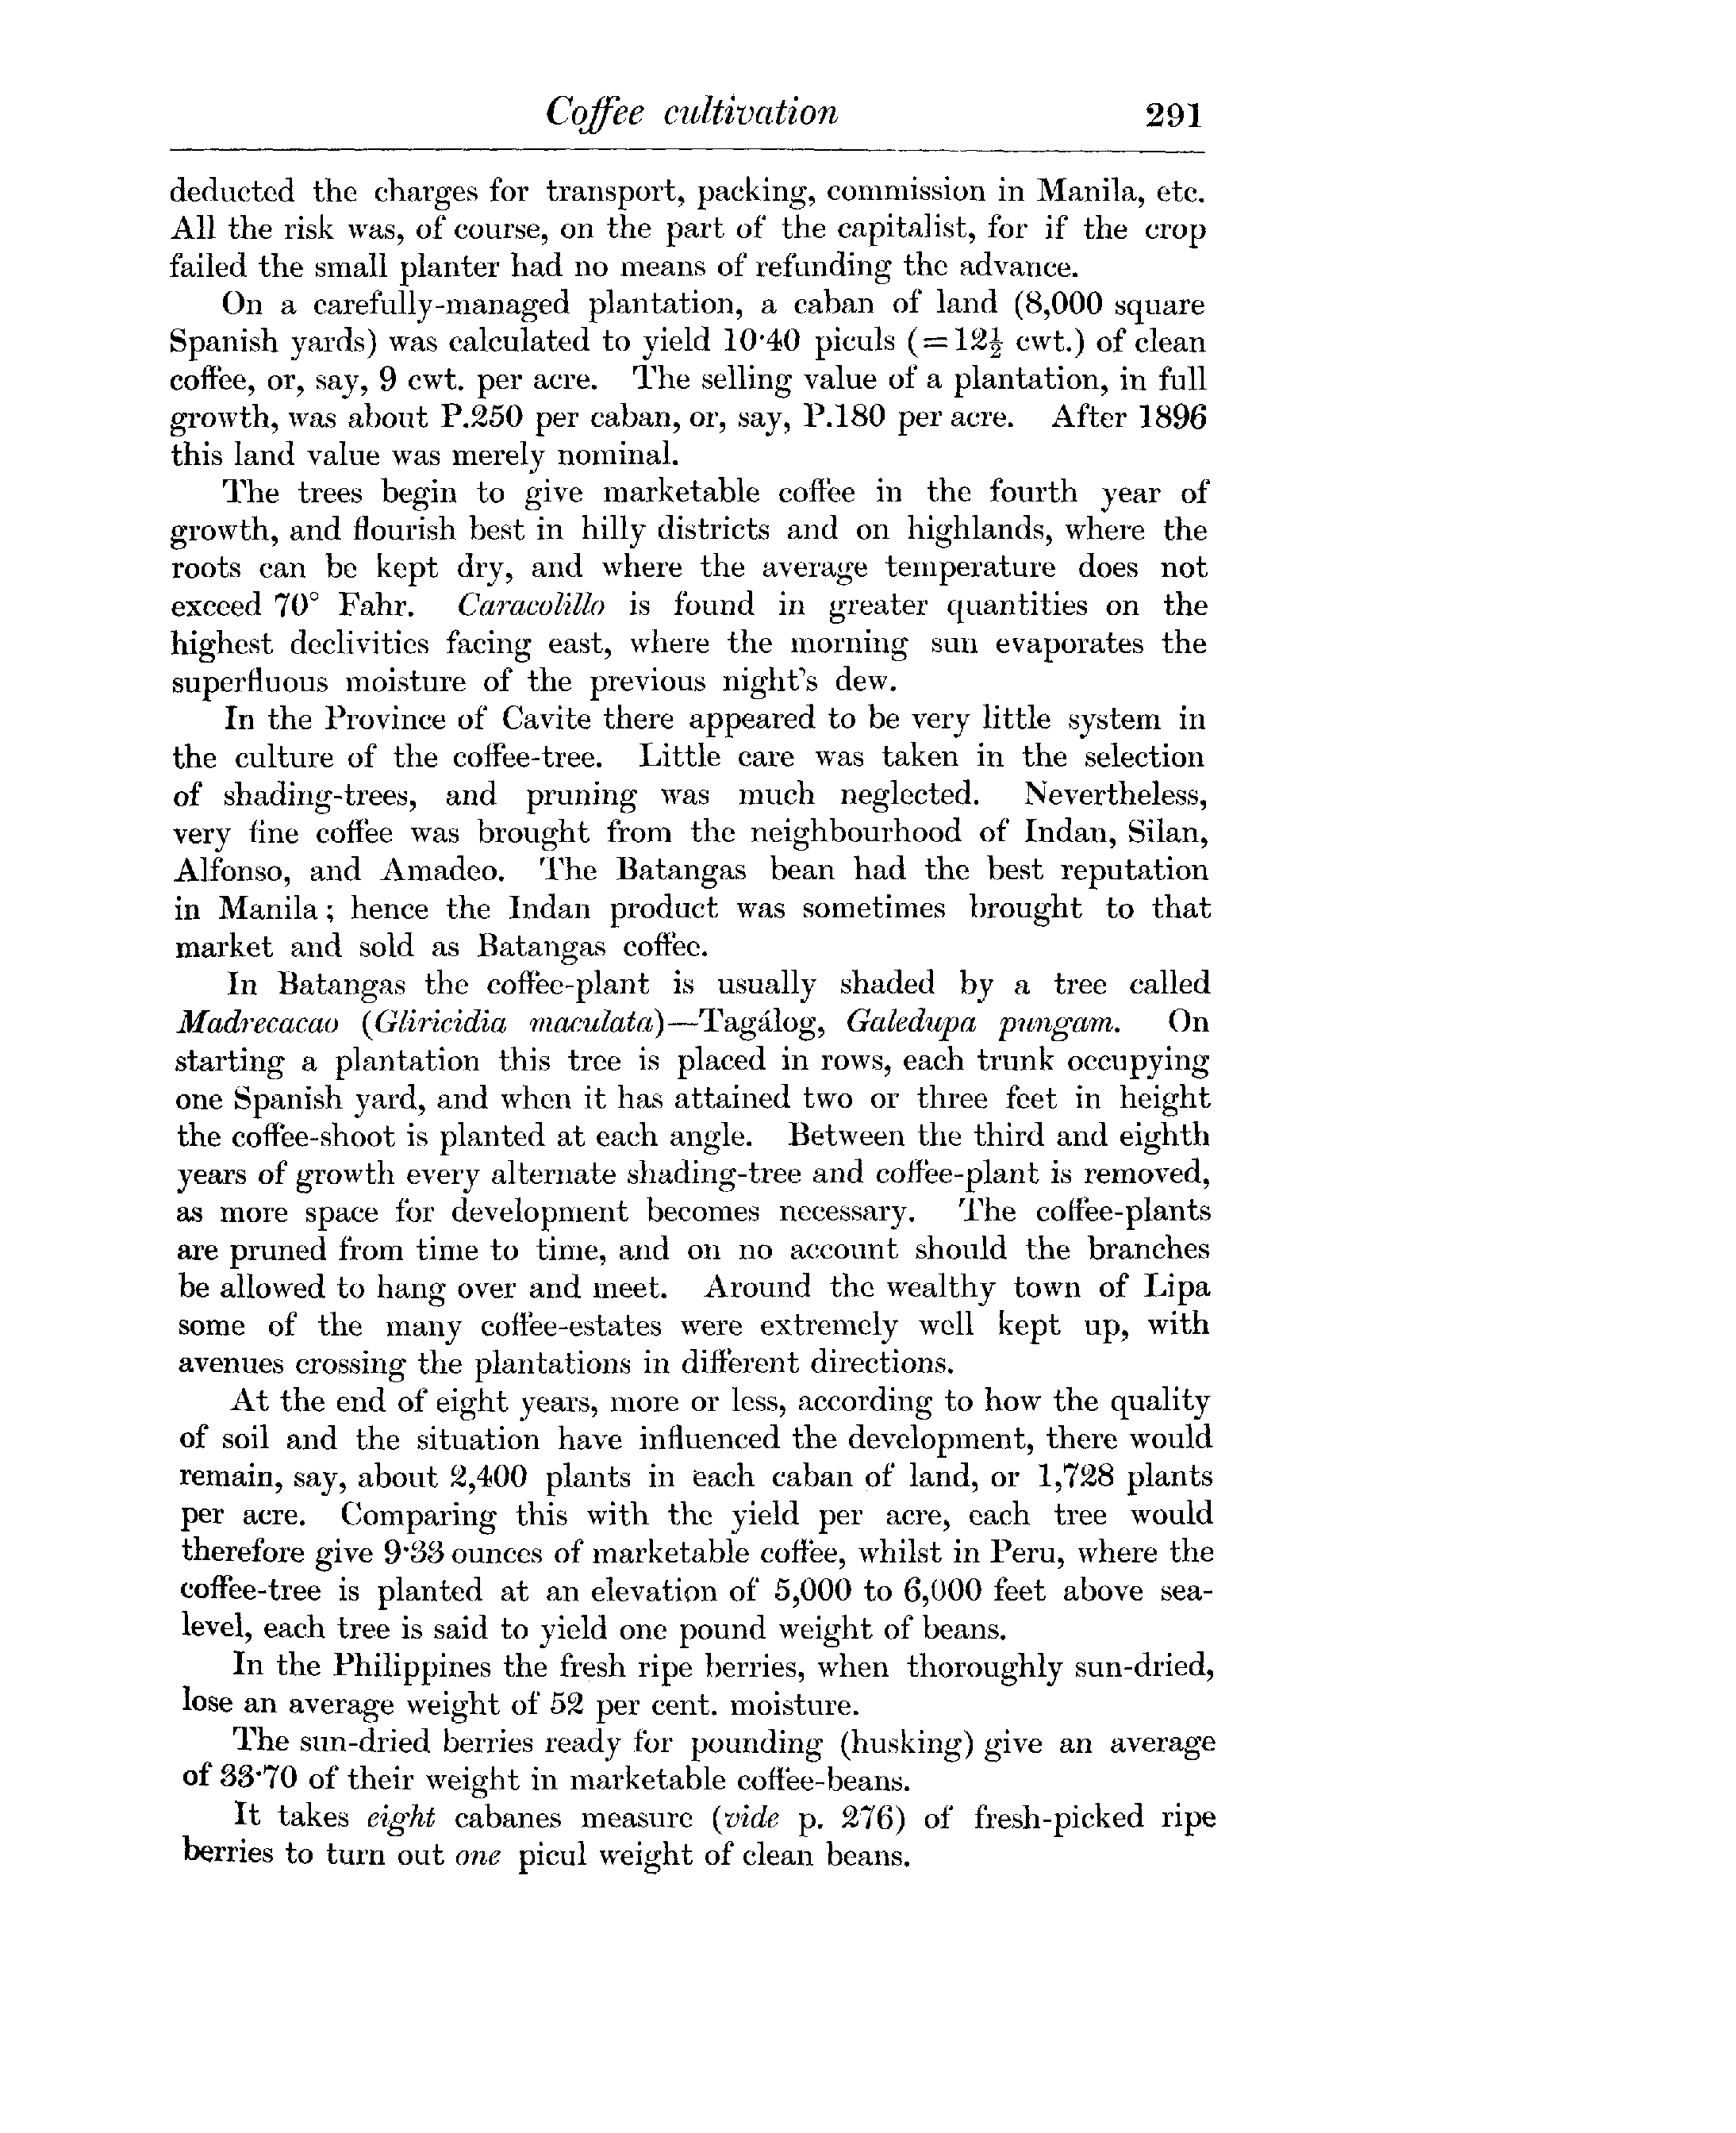 Coffee cultivation 291
deducted the charges for transport, packing, commission in Manila, etc.
All the risk was, of course, on the part of the capitalist, for if the crop
failed the small planter had no means of refunding the advance.
On a carefully-managed plantation, a caban of land (8,000 square
Spanish yards) was calculated to yield 10·40 piculs (=12½ cwt.) of clean
coffee, or, say, 9 cwt. per acre. The selling value of a plantation, in full
growth, was about P.250 per caban, or, say, P.180 per acre. After 1896
this land value was merely nominal.
The trees begin to give marketable coffee in the fourth year of
growth, and flourish best in hilly districts and on highlands, where the
roots can be kept dry, and where the average temperature does not
exceed 70° Fahr. Caracolillo is found in greater quantities on the
highest declivities facing east, where the morning sun evaporates the
superfluous moisture of the previous night's dew.
In the Province of Cavite there appeared to be very little system in
the culture of the coffee-tree. Little care was taken in the selection
of shading-trees, and pruning was much neglected. Nevertheless,
very fine coffee was brought from the neighbourhood of Indan, Silan,
Alfonso, and Amadeo. The Batangas bean had the best reputation
in Manila; hence the Indan product was sometimes brought to that
market and sold as Batangas coffee.
In Batangas the coffee-plant is usually shaded by a tree called
Madrecacao (Gliricidia maculata)—Tagálog, Galedupa pungam. On
starting a plantation this tree is placed in rows, each trunk occupying
one Spanish yard, and when it has attained two or three feet in height
the coffee-shoot is planted at each angle. Between the third and eighth
years of growth every alternate shading-tree and coffee-plant is removed,
as more space for development becomes necessary. The coffee-plants
are pruned from time to time, and on no account should the branches
be allowed to hang over and meet. Around the wealthy town of Lipa
some of the many coffee-estates were extremely well kept up, with
avenues crossing the plantations in different directions.
At the end of eight years, more or less, according to how the quality
of soil and the situation have influenced the development, there would
remain, say, about 2,400 plants in each caban of land, or 1,728 plants
per acre. Comparing this with the yield per acre, each tree would
therefore give 9·33 ounces of marketable coffee, whilst in Peru, where the
coffee-tree is planted at an elevation of 5,000 to 6,000 feet above sea-
level, each tree is said to yield one pound weight of beans.
In the Philippines the fresh ripe berries, when thoroughly sun-dried,
lose an average weight of 52 per cent. moisture.
The sun-dried berries ready for pounding (husking) give an average
of 33·70 of their weight in marketable coffee-beans.
It takes eight cabanes measure (vide p. 276) of fresh-picked ripe
berries to turn out one picul weight of clean beans.